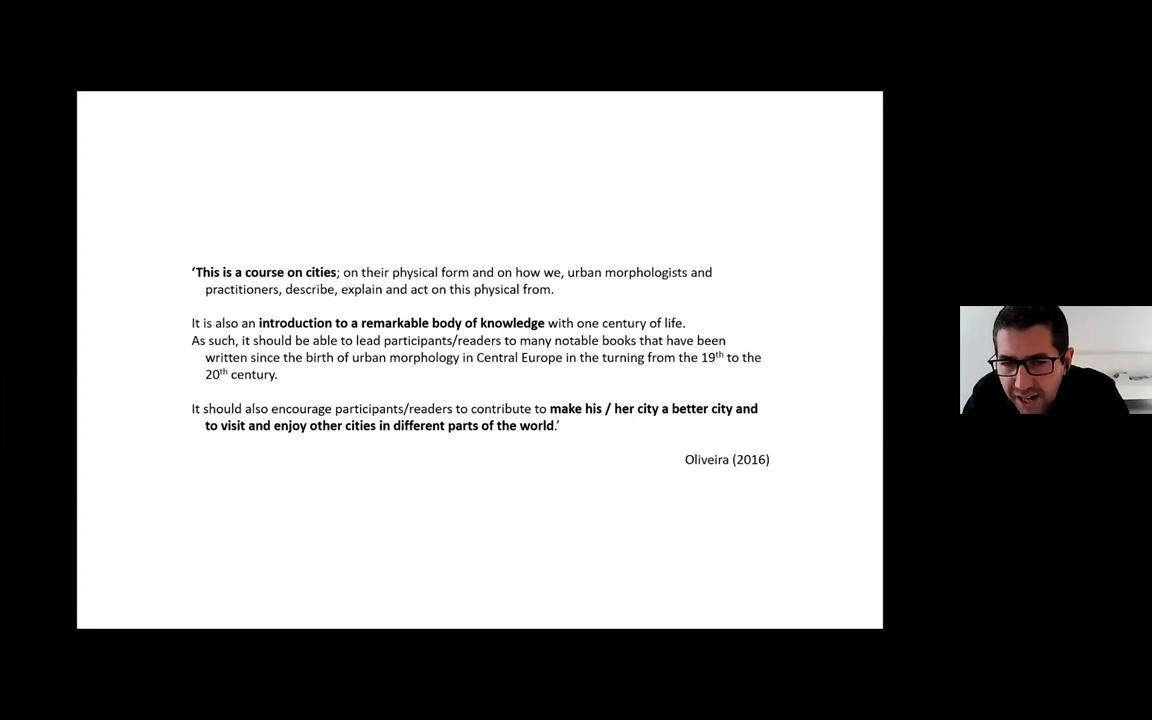 ‘This is a course on cities; on their physical form and on how we, urban morphologists and
practitioners, describe, explain and act on this physical from.
It is also an introduction to a remarkable body of knowledge with one century of life.
As such, it should be able to lead participants/readers to many notable books that have been
written since the birth of urban morphology in Central Europe in the turning from the 19th to the
20th century.
It should also encourage participants/readers to contribute to make his / her city a better city and
to visit and enjoy other cities in different parts of the world.’
Oliveira (2016)